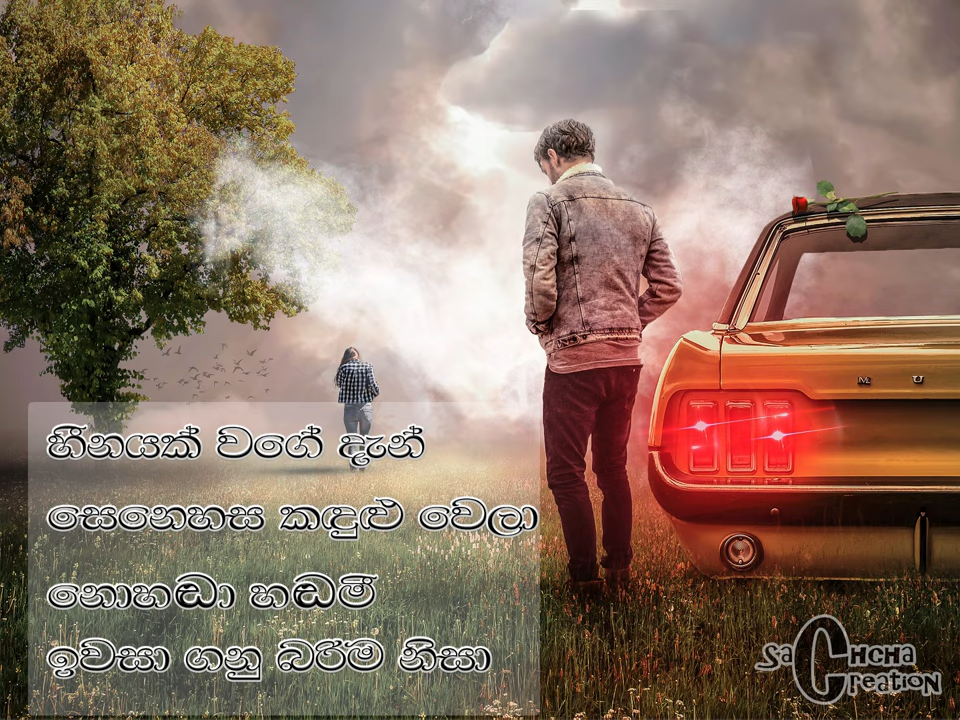 හීනයක් වගේ දැන්
සෙනෙහස කඳුළු වෙලා
නොහඬා හඬමී
ඉවසා ගනු බැරිම නිසා
M U
SaCHCHA
Creation